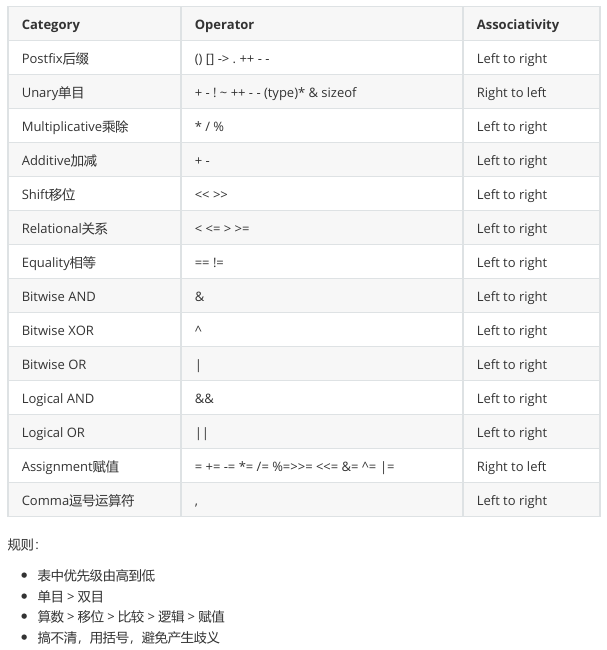 Category Operator Associativity
Postfix后缀 () [] -> . ++ - - Left to right
Unary单目 + - ! ~ ++ - - (type)* & sizeof Right to left
Multiplicative乘除 * / % Left to right
Additive加减 + - Left to right
Shift移位 << >> Left to right
Relational关系 < <= > >= Left to right
Equality相等 == != Left to right
Bitwise AND & Left to right
Bitwise XOR ^ Left to right
Bitwise OR | Left to right
Logical AND && Left to right
Logical OR || Left to right
Assignment赋值 = += -= *= /= %=>>= <<= &= ^= |= Right to left
Comma逗号运算符 , Left to right
规则：
• 表中优先级由高到低
• 单目 > 双目
• 算数 > 移位 > 比较 > 逻辑 > 赋值
• 搞不清，用括号，避免产生歧义